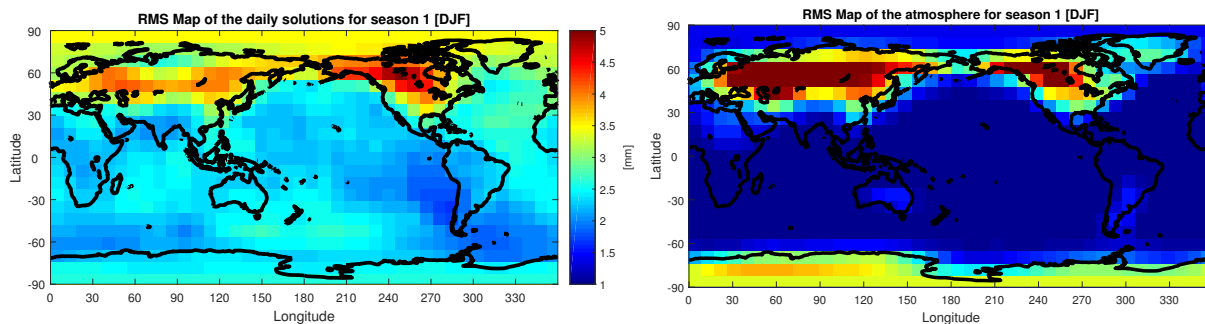 RMS Map of the daily solutions for season 1 [DJF]
90
60
30
0
-30
-60
-90
Latitude
0 30 60 90 120 150 180 210 240 270 300 330
Longitude
5
4.5
4
3.5
3
2.5
2
1.5
1
[mm]
RMS Map of the atmosphere for season 1 [DJF]
90
60
30
0
-30
-60
-90
Latitude
0 30 60 90 120 150 180 210 240 270 300 330
Longitude